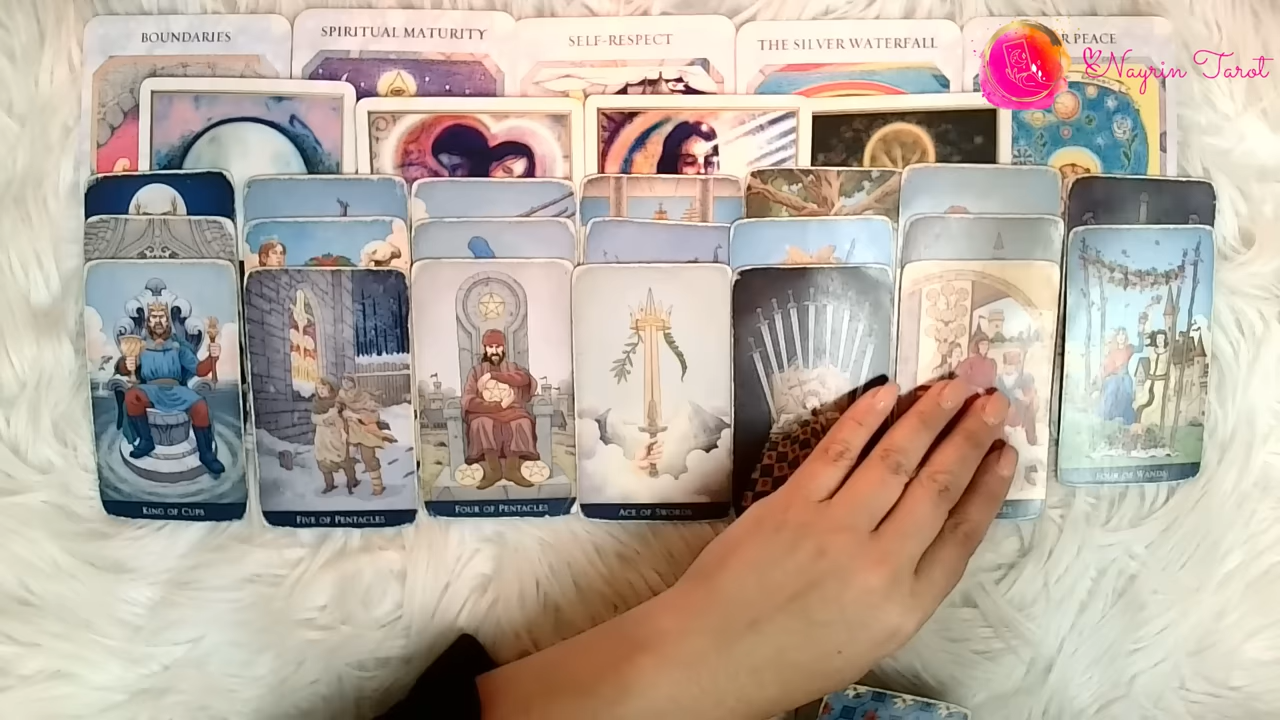 BOUNDARIES
SPIRITUAL MATURITY
SELF-RESPECT
THE SILVER WATERFALL
PEACE
Nayrin Tarot
KING OF CUPS
FIVE OF PENTACLES
FOUR OF PENTACLES
ACE OF SWORDS
FOUR OF WANDS